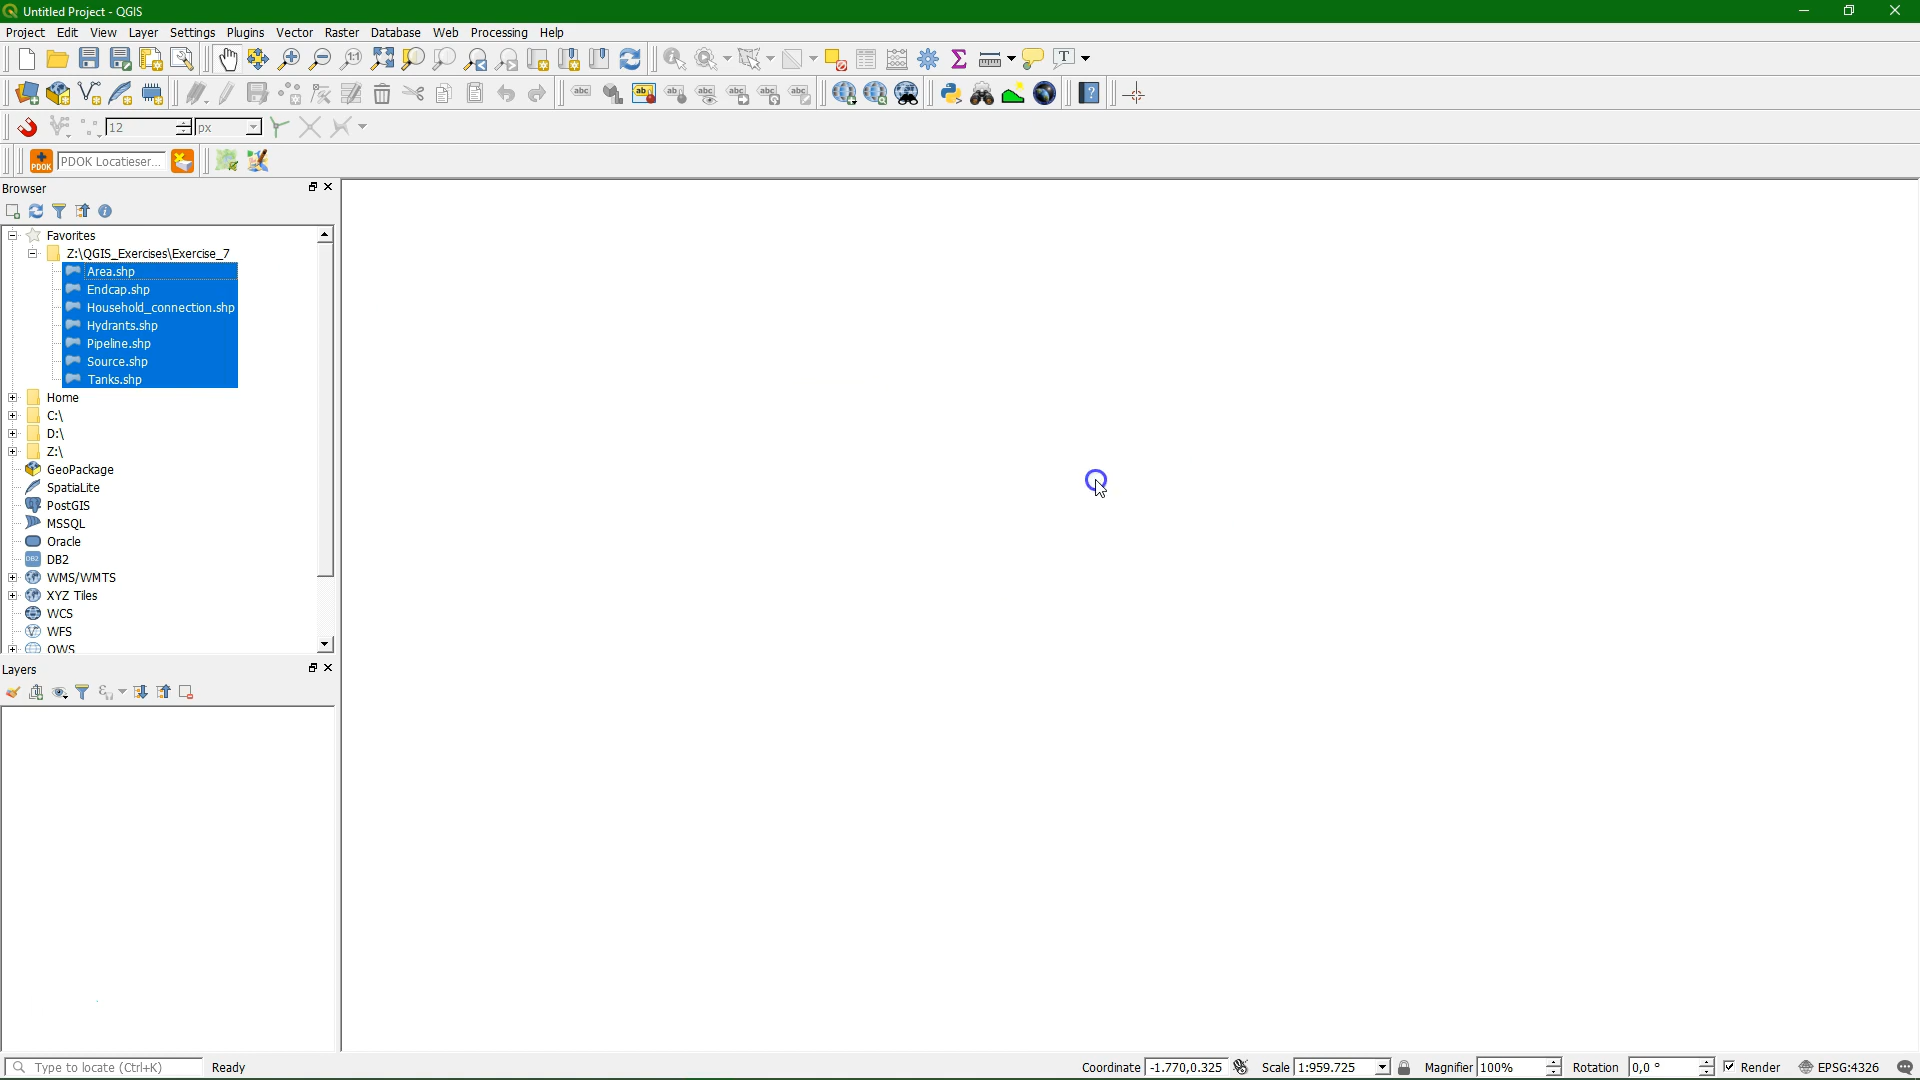 Untitled Project - QGIS
Project Edit View Layer Settings Plugins Vector Raster Database Web Processing Help
12 px
PDOK PDOK Locatieser...
Browser
Favorites
Z:\QGIS_Exercises\Exercise_7
Area.shp
Endcap.shp
Household_connection.shp
Hydrants.shp
Pipeline.shp
Source.shp
Tanks.shp
Home
C:\
D:\
Z:\
GeoPackage
SpatiaLite
PostGIS
MSSQL
Oracle
DB2
WMS/WMTS
XYZ Tiles
WCS
WFS
OWS
Layers
Type to locate (Ctrl+K) Ready Coordinate -1.770,0.325 Scale 1:959.725 Magnifier 100% Rotation 0,0 ° Render EPSG:4326